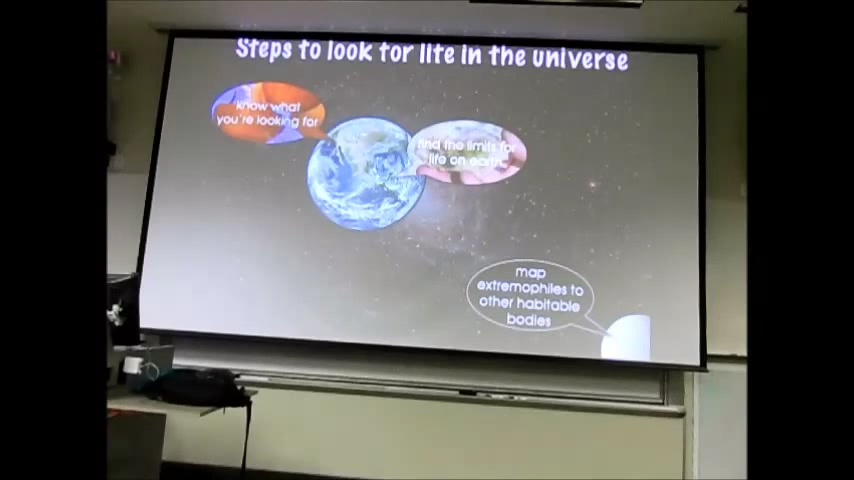 Steps to look for life in the universe
know what
you're looking for
find the limits for
life on earth
map
extremophiles to
other habitable
bodies